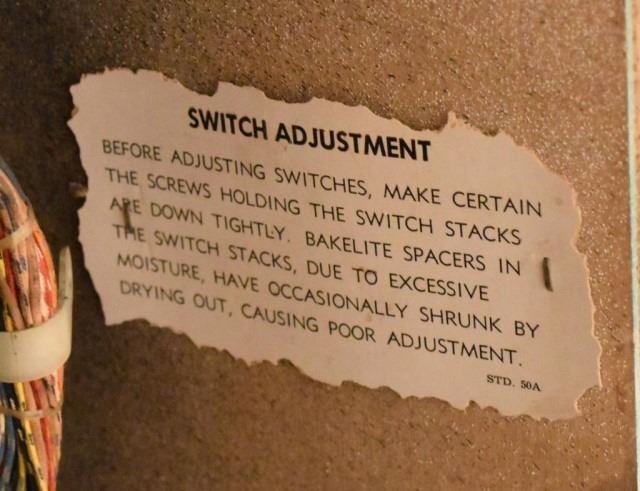 SWITCH ADJUSTMENT
BEFORE ADJUSTING SWITCHES, MAKE CERTAIN
THE SCREWS HOLDING THE SWITCH STACKS
ARE DOWN TIGHTLY. BAKELITE SPACERS IN
THE SWITCH STACKS, DUE TO EXCESSIVE
MOISTURE, HAVE OCCASIONALLY SHRUNK BY
DRYING OUT, CAUSING POOR ADJUSTMENT.
STD. 50A